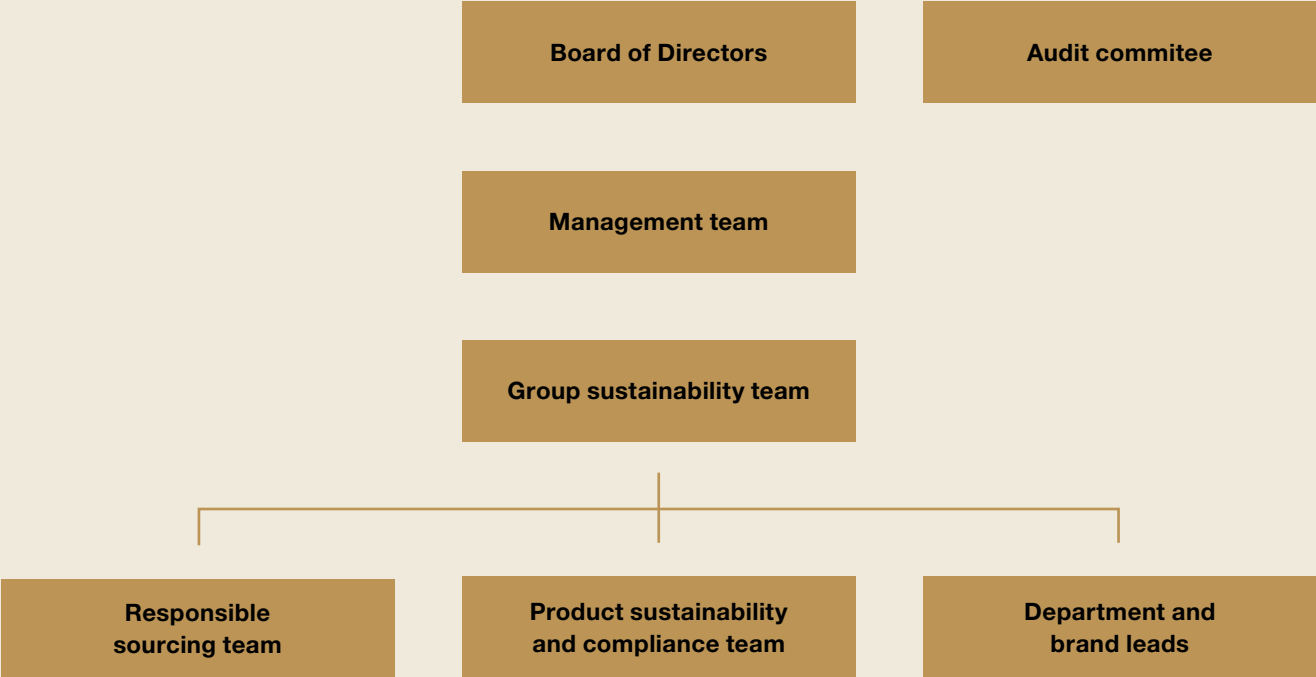 Board of Directors
Audit commitee
Management team
Group sustainability team
Responsible
sourcing team
Product sustainability
and compliance team
Department and
brand leads